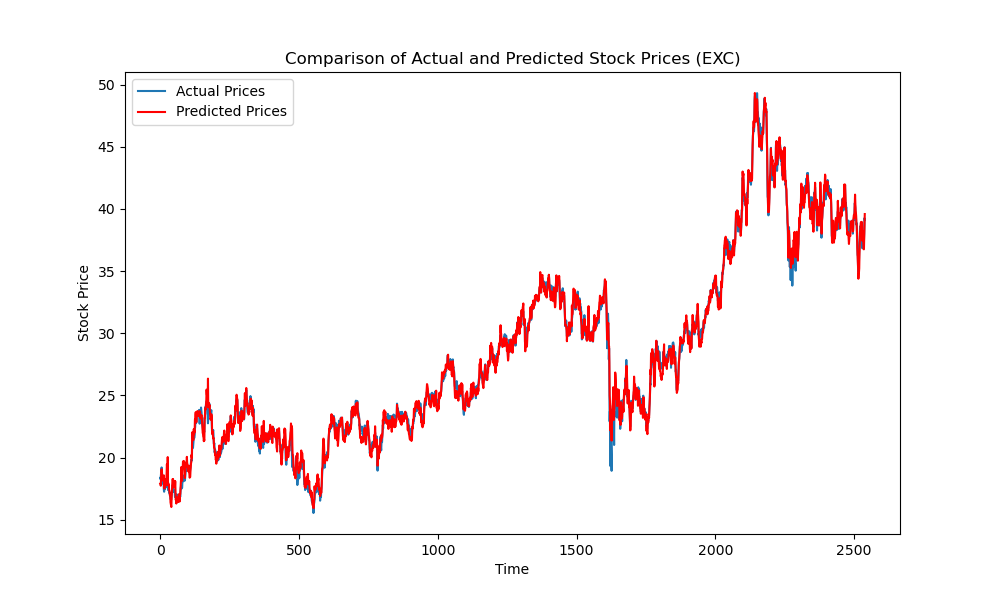 Comparison of Actual and Predicted Stock Prices (EXC)
Actual Prices
Predicted Prices
50
45
40
35
30
25
20
15
Stock Price
0 500 1000 1500 2000 2500
Time